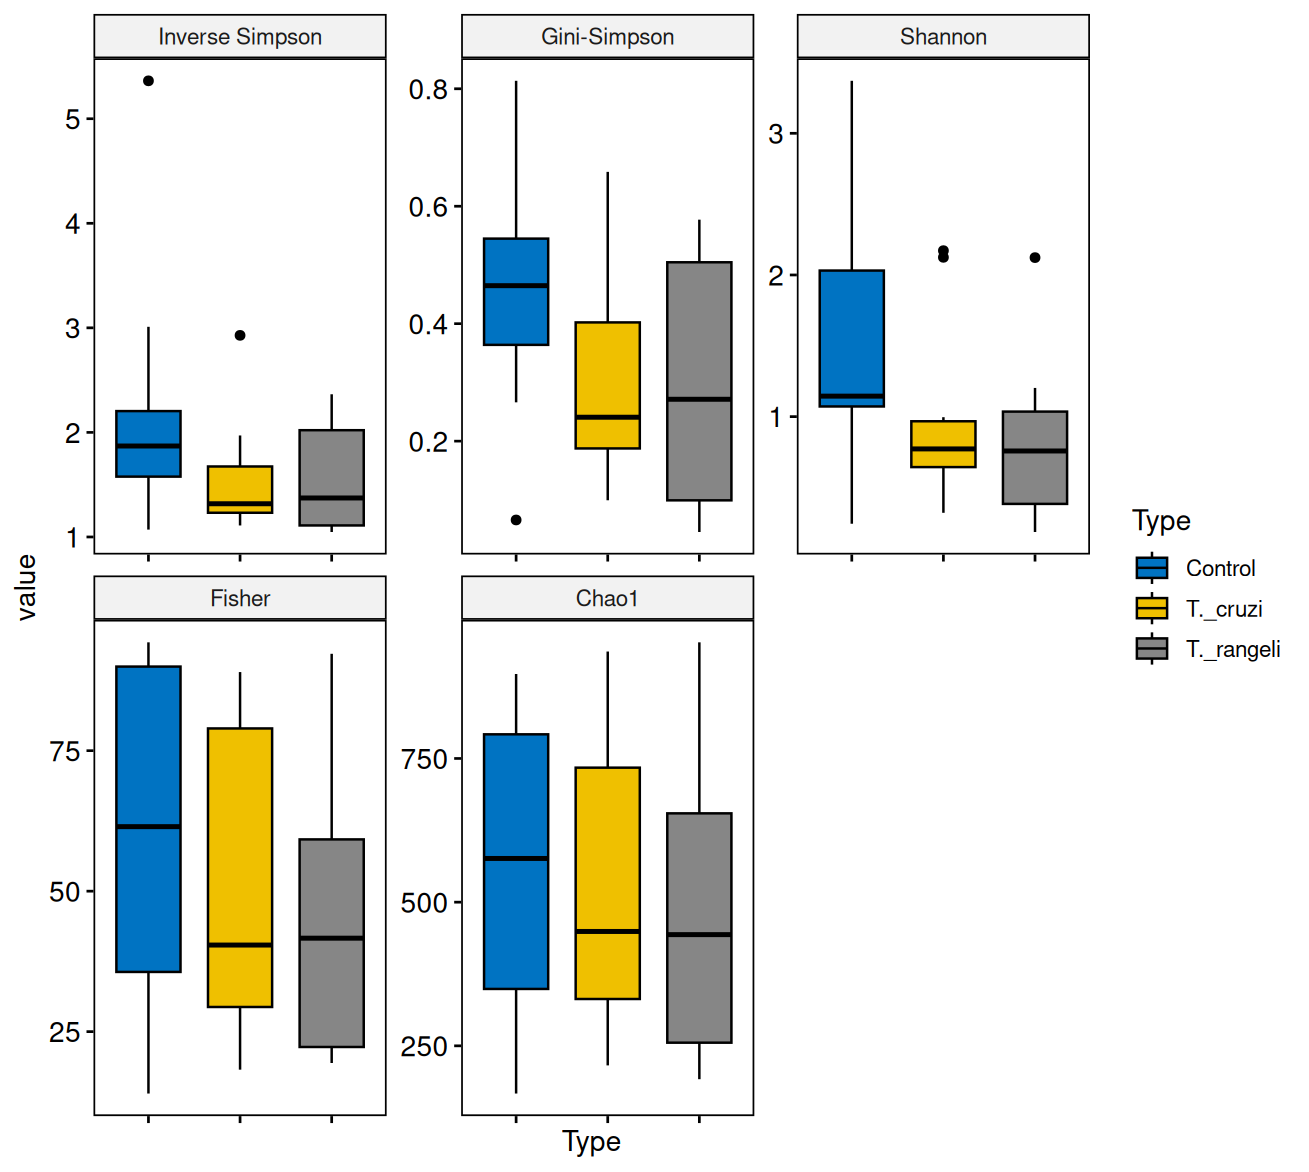 Inverse Simpson
Gini-Simpson
Shannon
5
4
3
2
1
0.8
0.6
0.4
0.2
3
2
1
value
Type
Control
T._cruzi
T._rangeli
Fisher
Chao1
75
50
25
750
500
250
Type